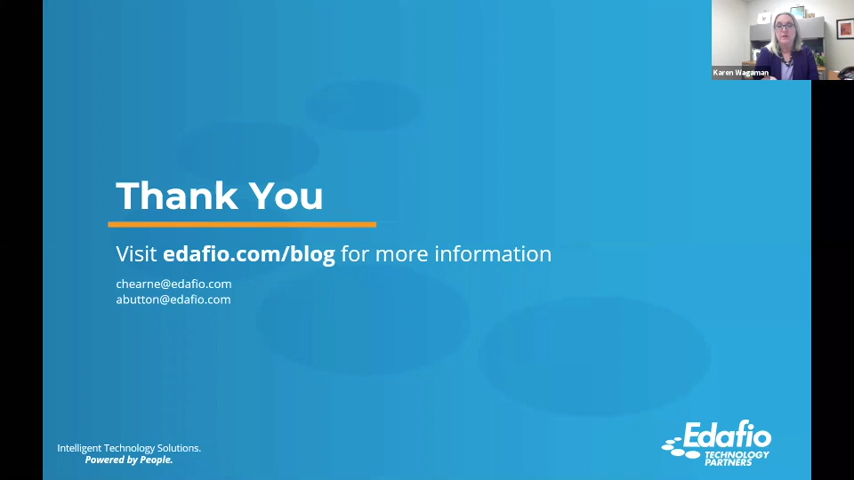 Karen Wagaman
Thank You
Visit edafio.com/blog for more information
chearne@edafio.com
abutton@edafio.com
Intelligent Technology Solutions.
Powered by People.
Edafio
TECHNOLOGY
PARTNERS